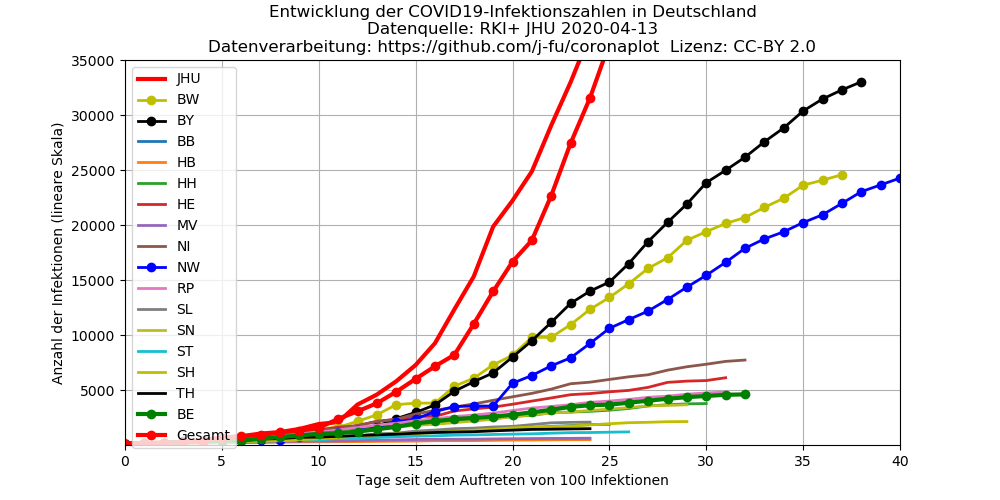 Entwicklung der COVID19-Infektionszahlen in Deutschland
Datenquelle: RKI+ JHU 2020-04-13
Datenverarbeitung: https://github.com/j-fu/coronaplot  Lizenz: CC-BY 2.0
Anzahl der Infektionen (lineare Skala)
35000
30000
25000
20000
15000
10000
5000
JHU
BW
BY
BB
HB
HH
HE
MV
NI
NW
RP
SL
SN
ST
SH
TH
BE
Gesamt
0 5 10 15 20 25 30 35 40
Tage seit dem Auftreten von 100 Infektionen